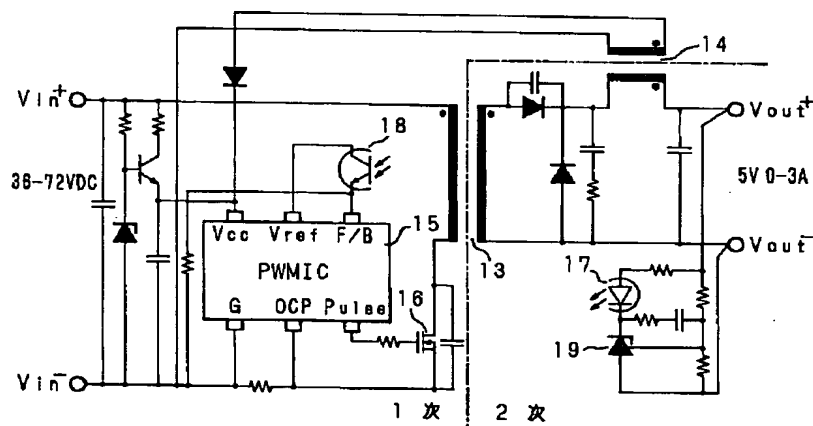 14
Vin+
18
Vout+
36-72VDC
5V 0-3A
Vcc Vref F/B
15
PWMIC
G OCP Pulse
13
Vout-
16
17
19
Vin-
1 次
2 次